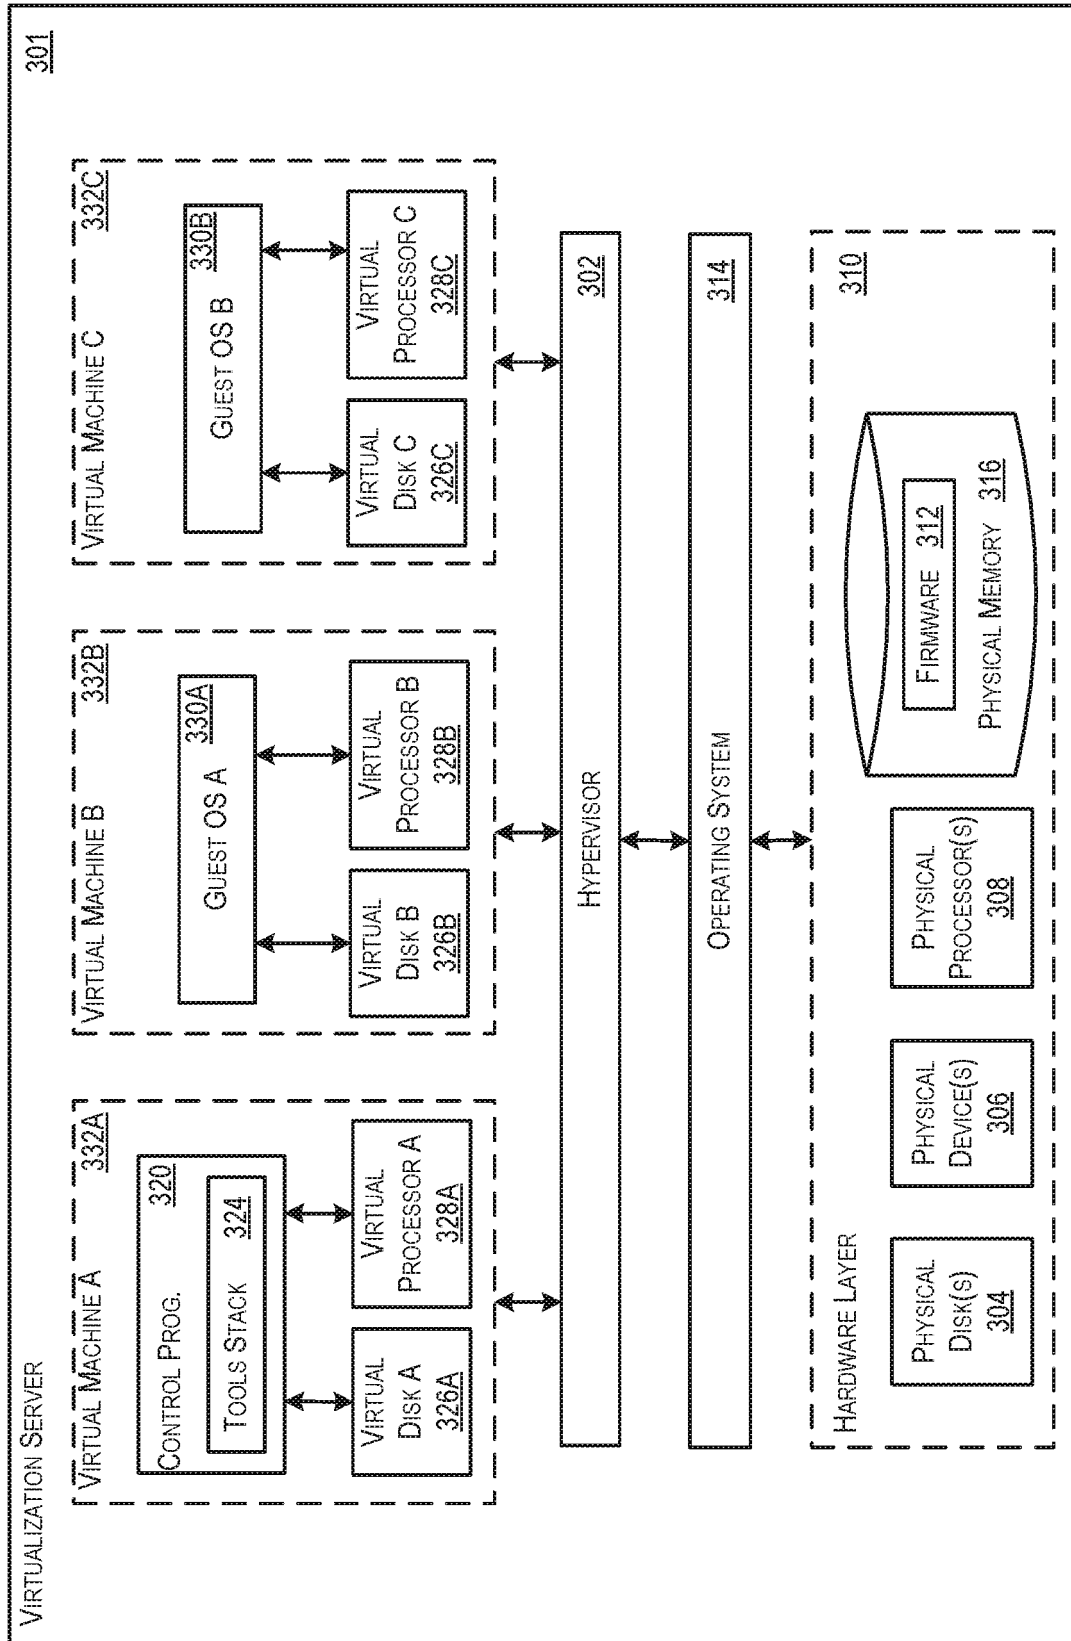 VIRTUALIZATION SERVER
301
VIRTUAL MACHINE A
332A
CONTROL PROG.
320
TOOLS STACK
324
VIRTUAL
DISK A
326A
VIRTUAL
PROCESSOR A
328A
VIRTUAL MACHINE B
332B
GUEST OS A
330A
VIRTUAL
DISK B
326B
VIRTUAL
PROCESSOR B
328B
VIRTUAL MACHINE C
332C
GUEST OS B
330B
VIRTUAL
DISK C
326C
VIRTUAL
PROCESSOR C
328C
HYPERVISOR
302
OPERATING SYSTEM
314
HARDWARE LAYER
310
PHYSICAL
DISK(S)
304
PHYSICAL
DEVICE(S)
306
PHYSICAL
PROCESSOR(S)
308
FIRMWARE 312
PHYSICAL MEMORY 316